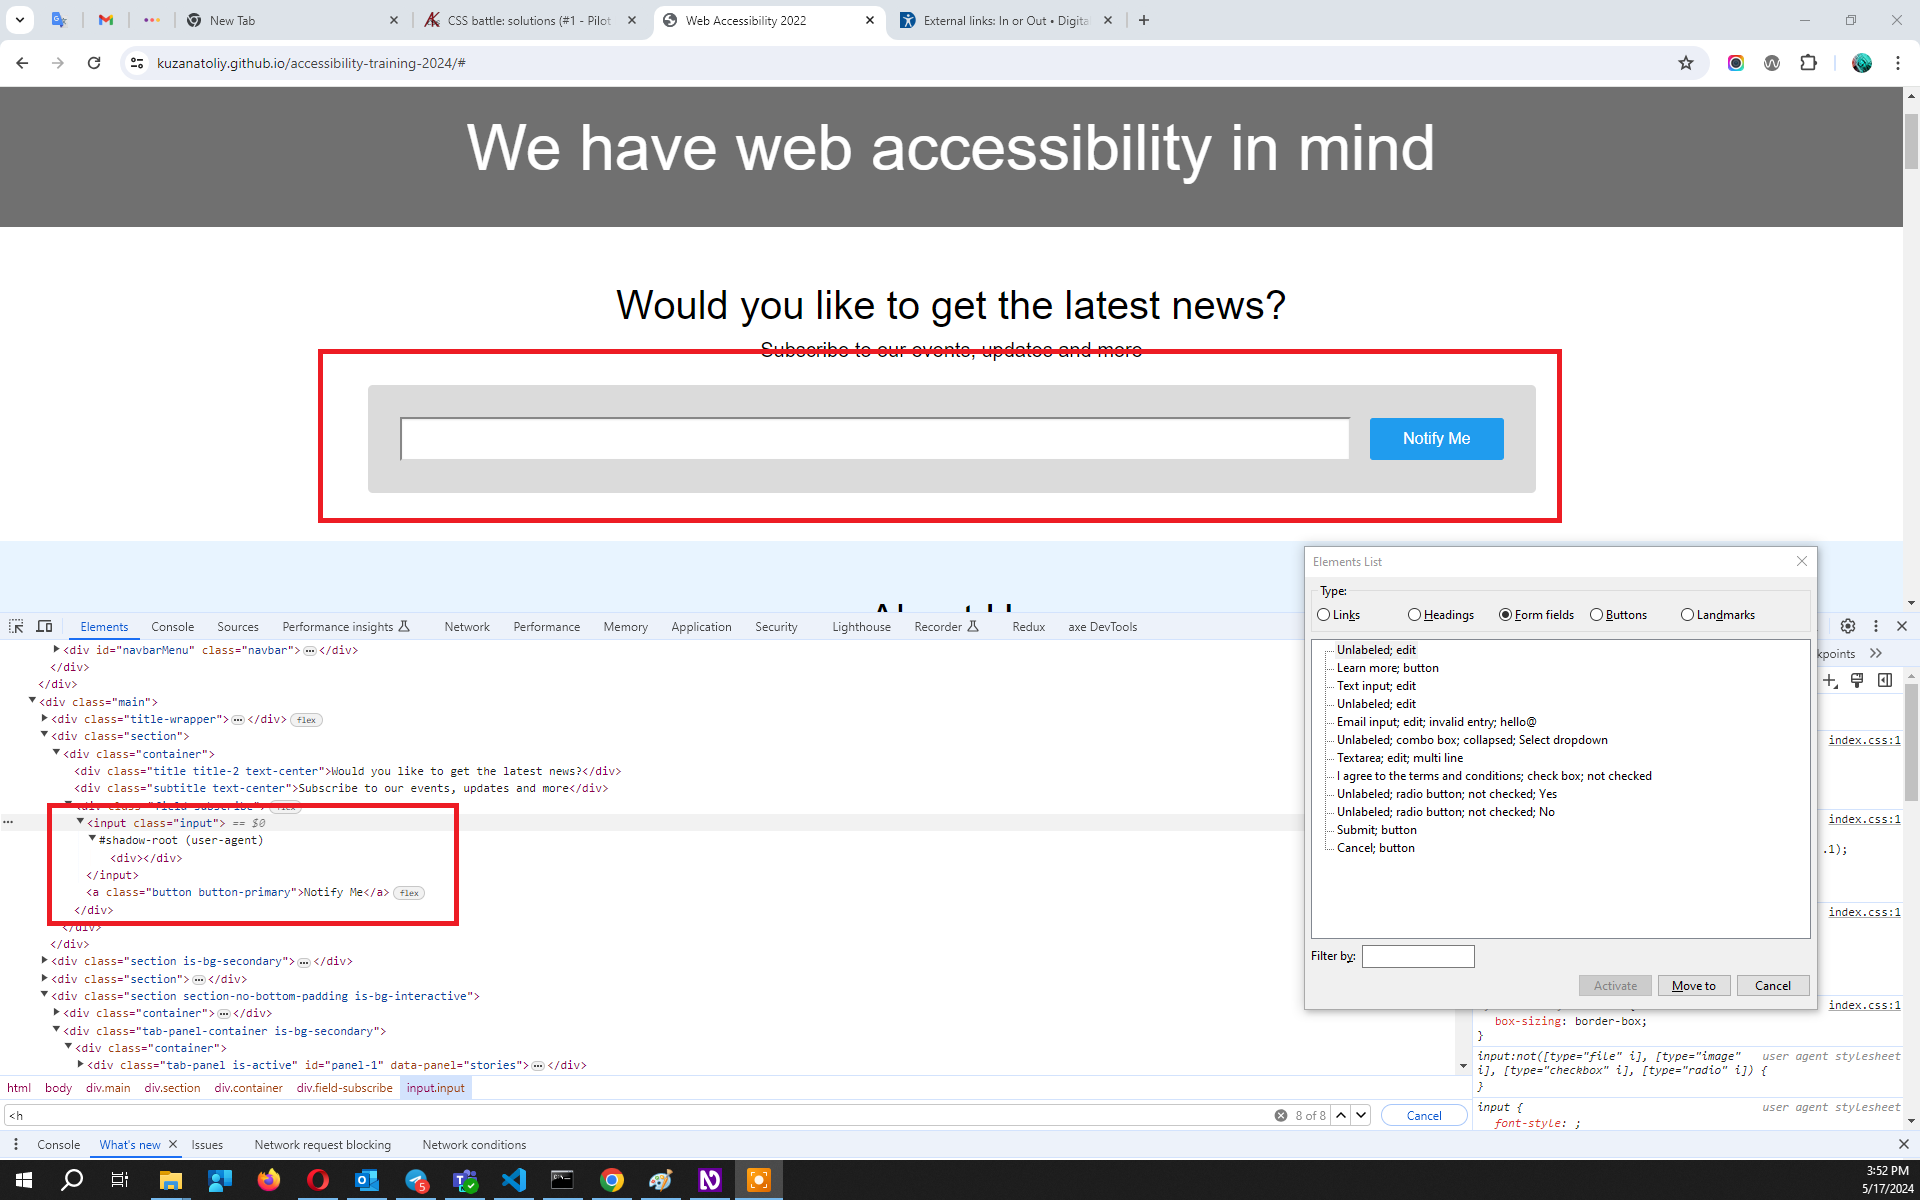 New Tab
CSS battle: solutions (#1 - Pilot
Web Accessibility 2022
External links: In or Out • Digita
kuzanatoliy.github.io/accessibility-training-2024/#
We have web accessibility in mind
Would you like to get the latest news?
Subscribe to our events, updates and more
Notify Me
Elements List
Type:
Links
Headings
Form fields
Buttons
Landmarks
Unlabeled; edit
Learn more; button
Text input; edit
Unlabeled; edit
Email input; edit; invalid entry; hello@
Unlabeled; combo box; collapsed; Select dropdown
Textarea; edit; multi line
I agree to the terms and conditions; check box; not checked
Unlabeled; radio button; not checked; Yes
Unlabeled; radio button; not checked; No
Submit; button
Cancel; button
Filter by:
Activate
Move to
Cancel
Elements
Console
Sources
Performance insights
Network
Performance
Memory
Application
Security
Lighthouse
Recorder
Redux
axe DevTools
<div id="navbarMenu" class="navbar"> ⋯ </div>
</div>
</div>
<div class="main">
<div class="title-wrapper"> ⋯ </div> flex
<div class="section">
<div class="container">
<div class="title title-2 text-center">Would you like to get the latest news?</div>
<div class="subtitle text-center">Subscribe to our events, updates and more</div>
<div class="field-subscribe"> flex
<input class="input"> == $0
#shadow-root (user-agent)
<div></div>
</input>
<a class="button button-primary">Notify Me</a> flex
</div>
</div>
</div>
<div class="section is-bg-secondary"> ⋯ </div>
<div class="section"> ⋯ </div>
<div class="section section-no-bottom-padding is-bg-interactive">
<div class="container"> ⋯ </div>
<div class="tab-panel-container is-bg-secondary">
<div class="container">
<div class="tab-panel is-active" id="panel-1" data-panel="stories"> ⋯ </div>
kpoints
index.css:1
index.css:1
.1);
index.css:1
index.css:1
box-sizing: border-box;
}
input:not([type="file" i], [type="image" user agent stylesheet
i], [type="checkbox" i], [type="radio" i]) {
}
input { user agent stylesheet
font-style: ;
html body div.main div.section div.container div.field-subscribe input.input
<h
8 of 8
Cancel
Console
What's new
Issues
Network request blocking
Network conditions
5
3:52 PM
5/17/2024